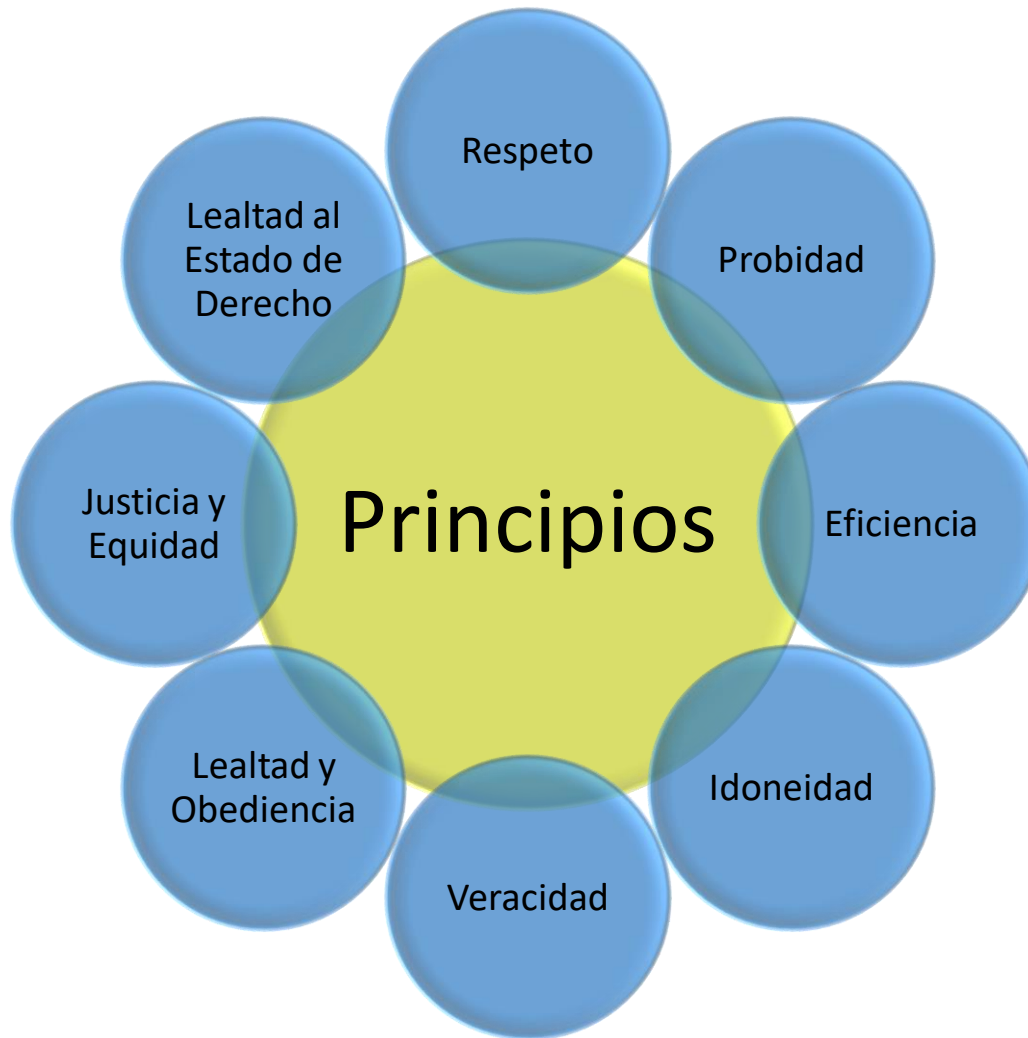 Respeto
Probidad
Eficiencia
Idoneidad
Veracidad
Lealtad y
Obediencia
Justicia y
Equidad
Lealtad al
Estado de
Derecho
Principios